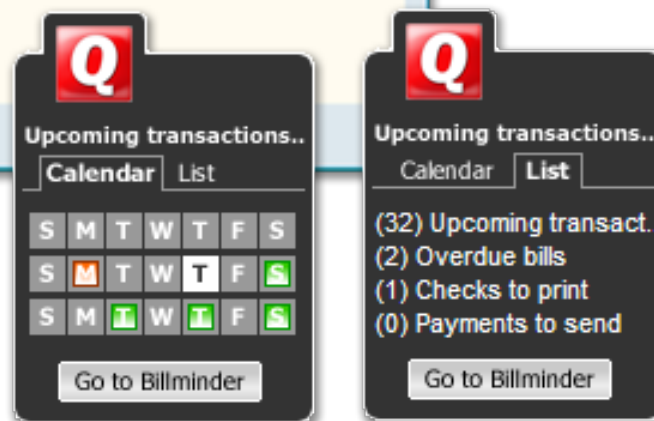 Q
Upcoming transactions..
Calendar List
S M T W T F S
S M T W T F S
S M T W T F S
Go to Billminder
Q
Upcoming transactions..
Calendar List
(32) Upcoming transact.
(2) Overdue bills
(1) Checks to print
(0) Payments to send
Go to Billminder